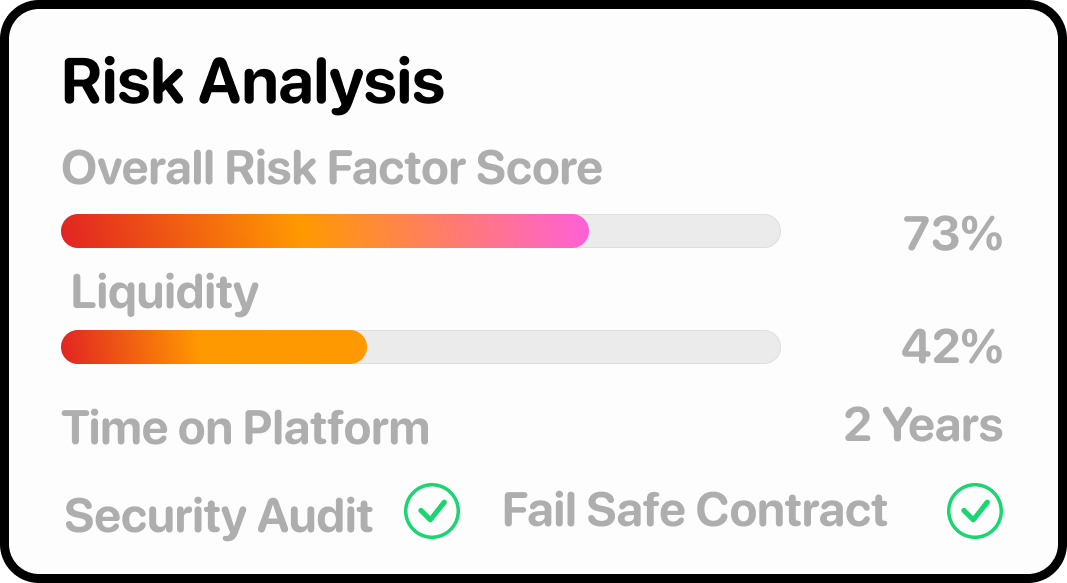 Risk Analysis
Overall Risk Factor Score
73%
Liquidity
42%
Time on Platform
2 Years
Security Audit
Fail Safe Contract